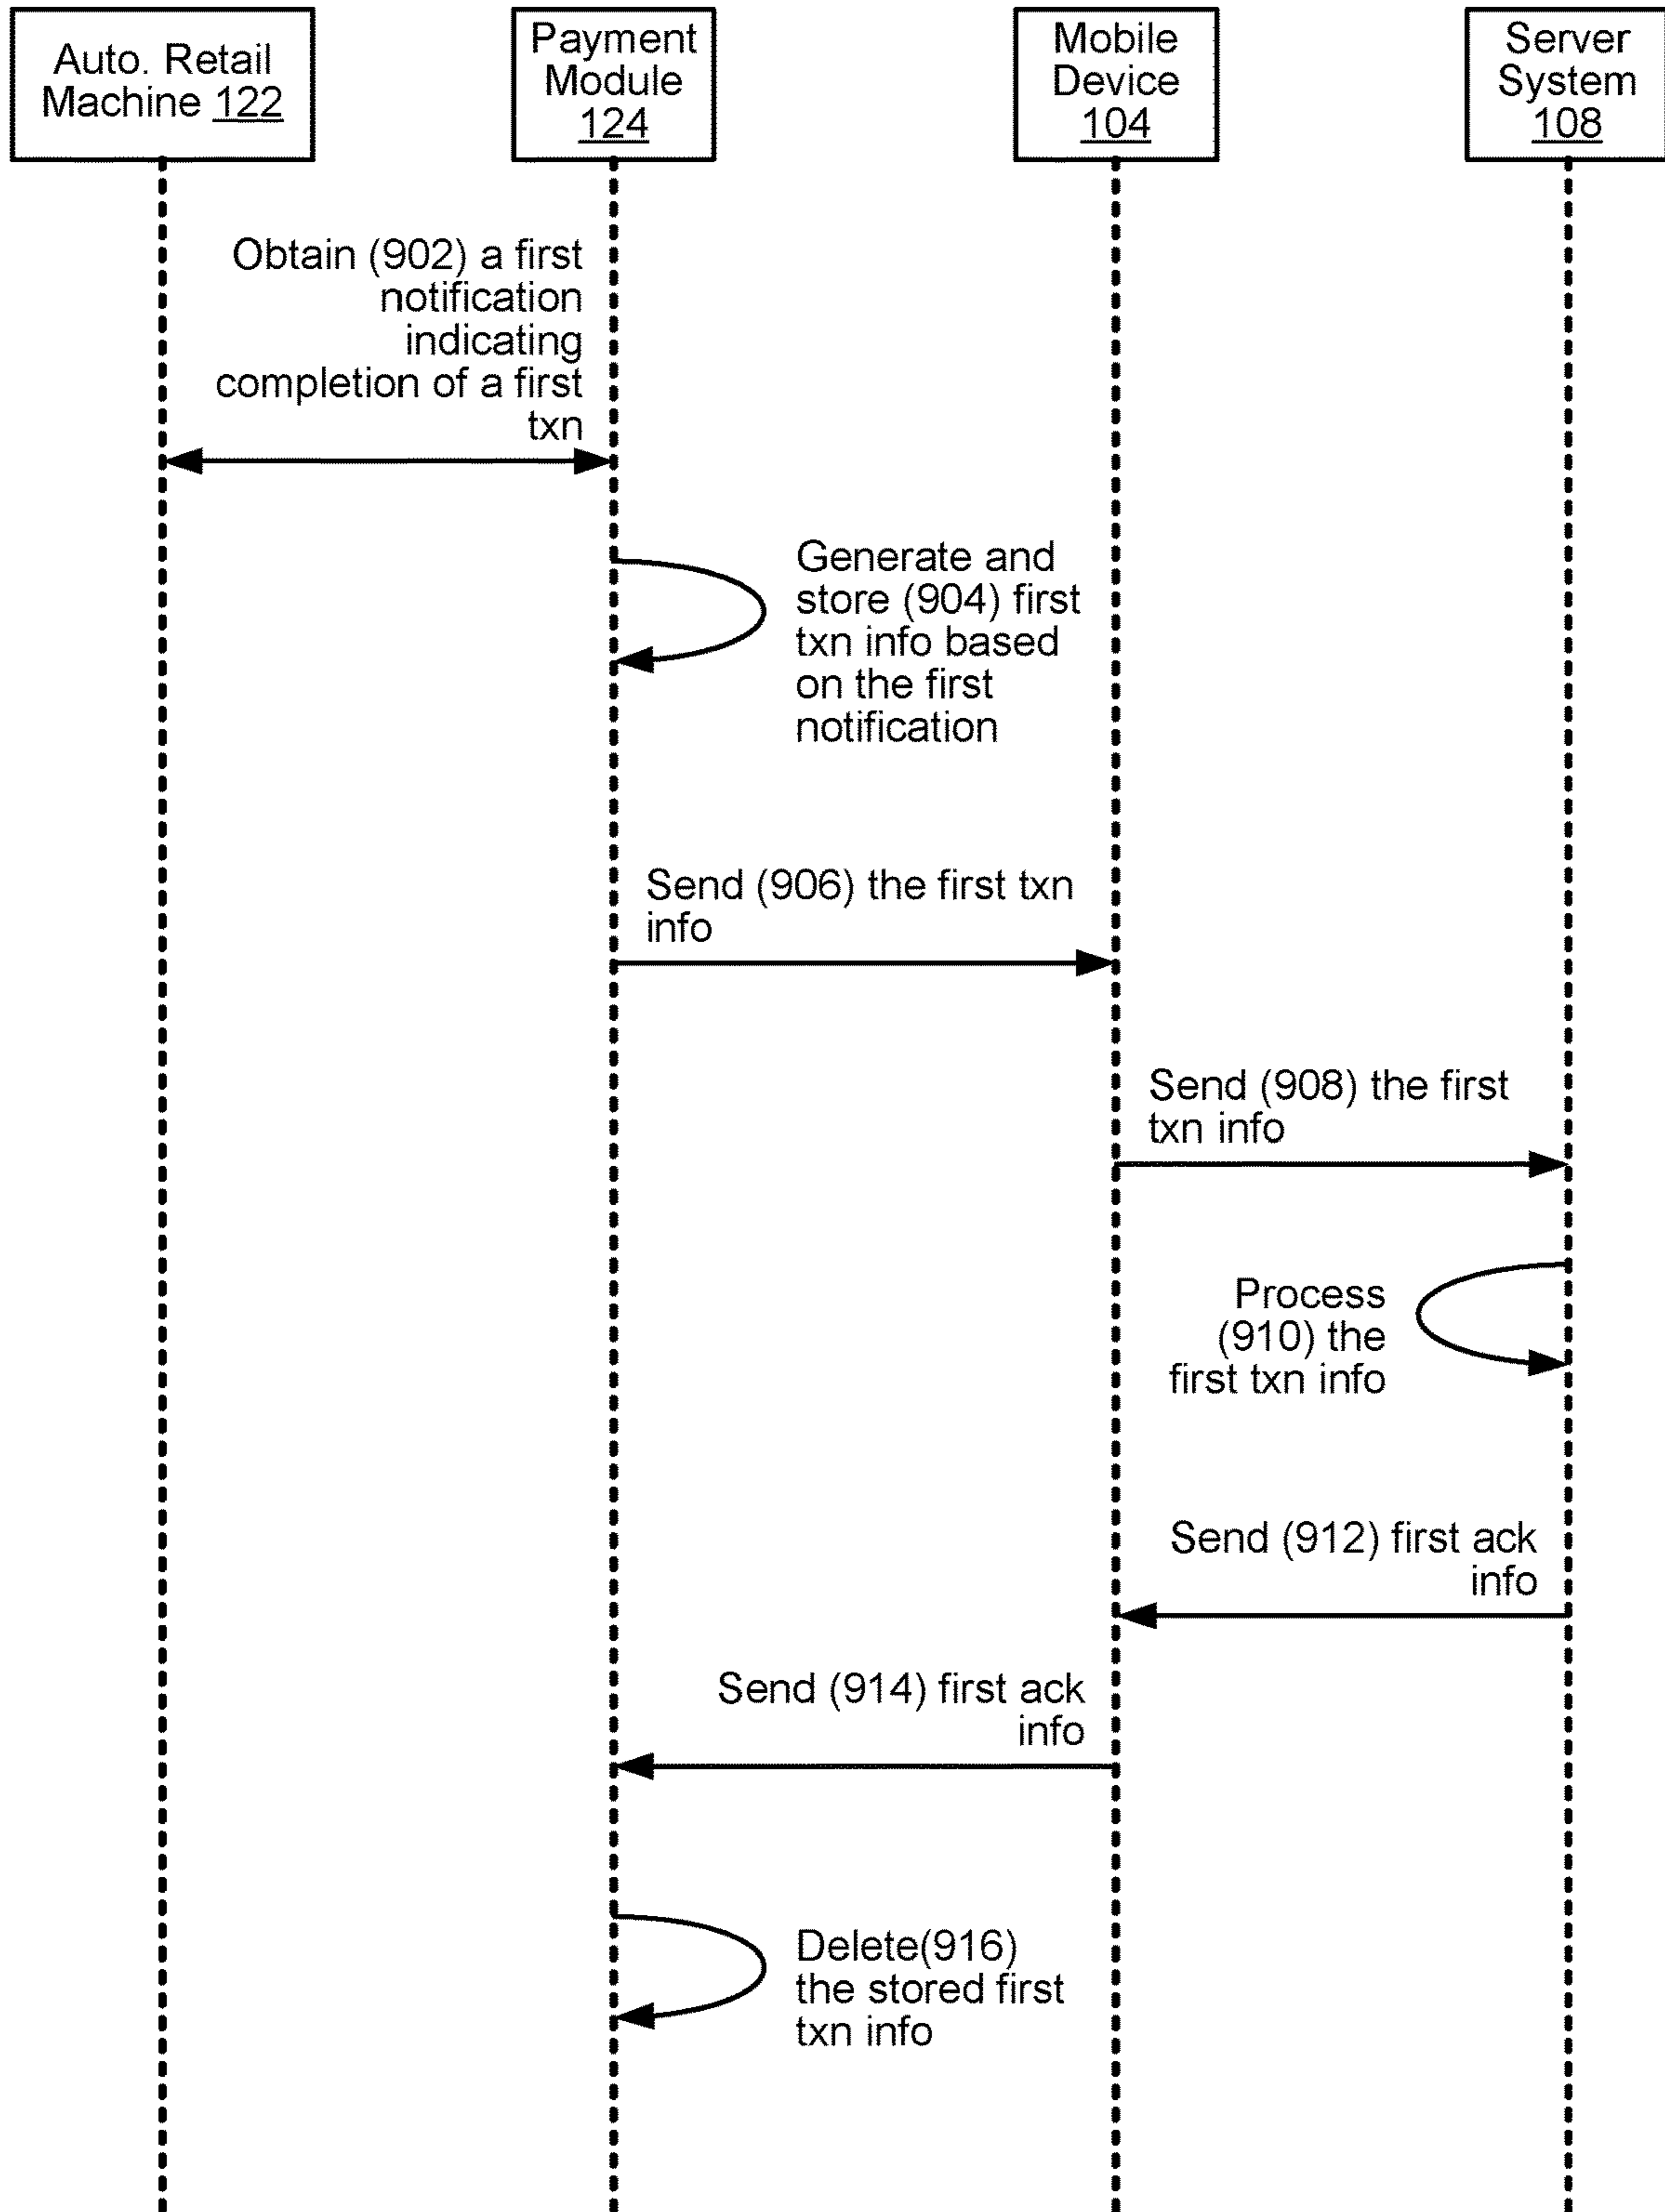 Auto. Retail
Machine 122
Payment
Module
124
Mobile
Device
104
Server
System
108
Obtain (902) a first
notification
indicating
completion of a first
txn
Generate and
store (904) first
txn info based
on the first
notification
Send (906) the first txn
info
Send (908) the first
txn info
Process
(910) the
first txn info
Send (912) first ack
info
Send (914) first ack
info
Delete(916)
the stored first
txn info